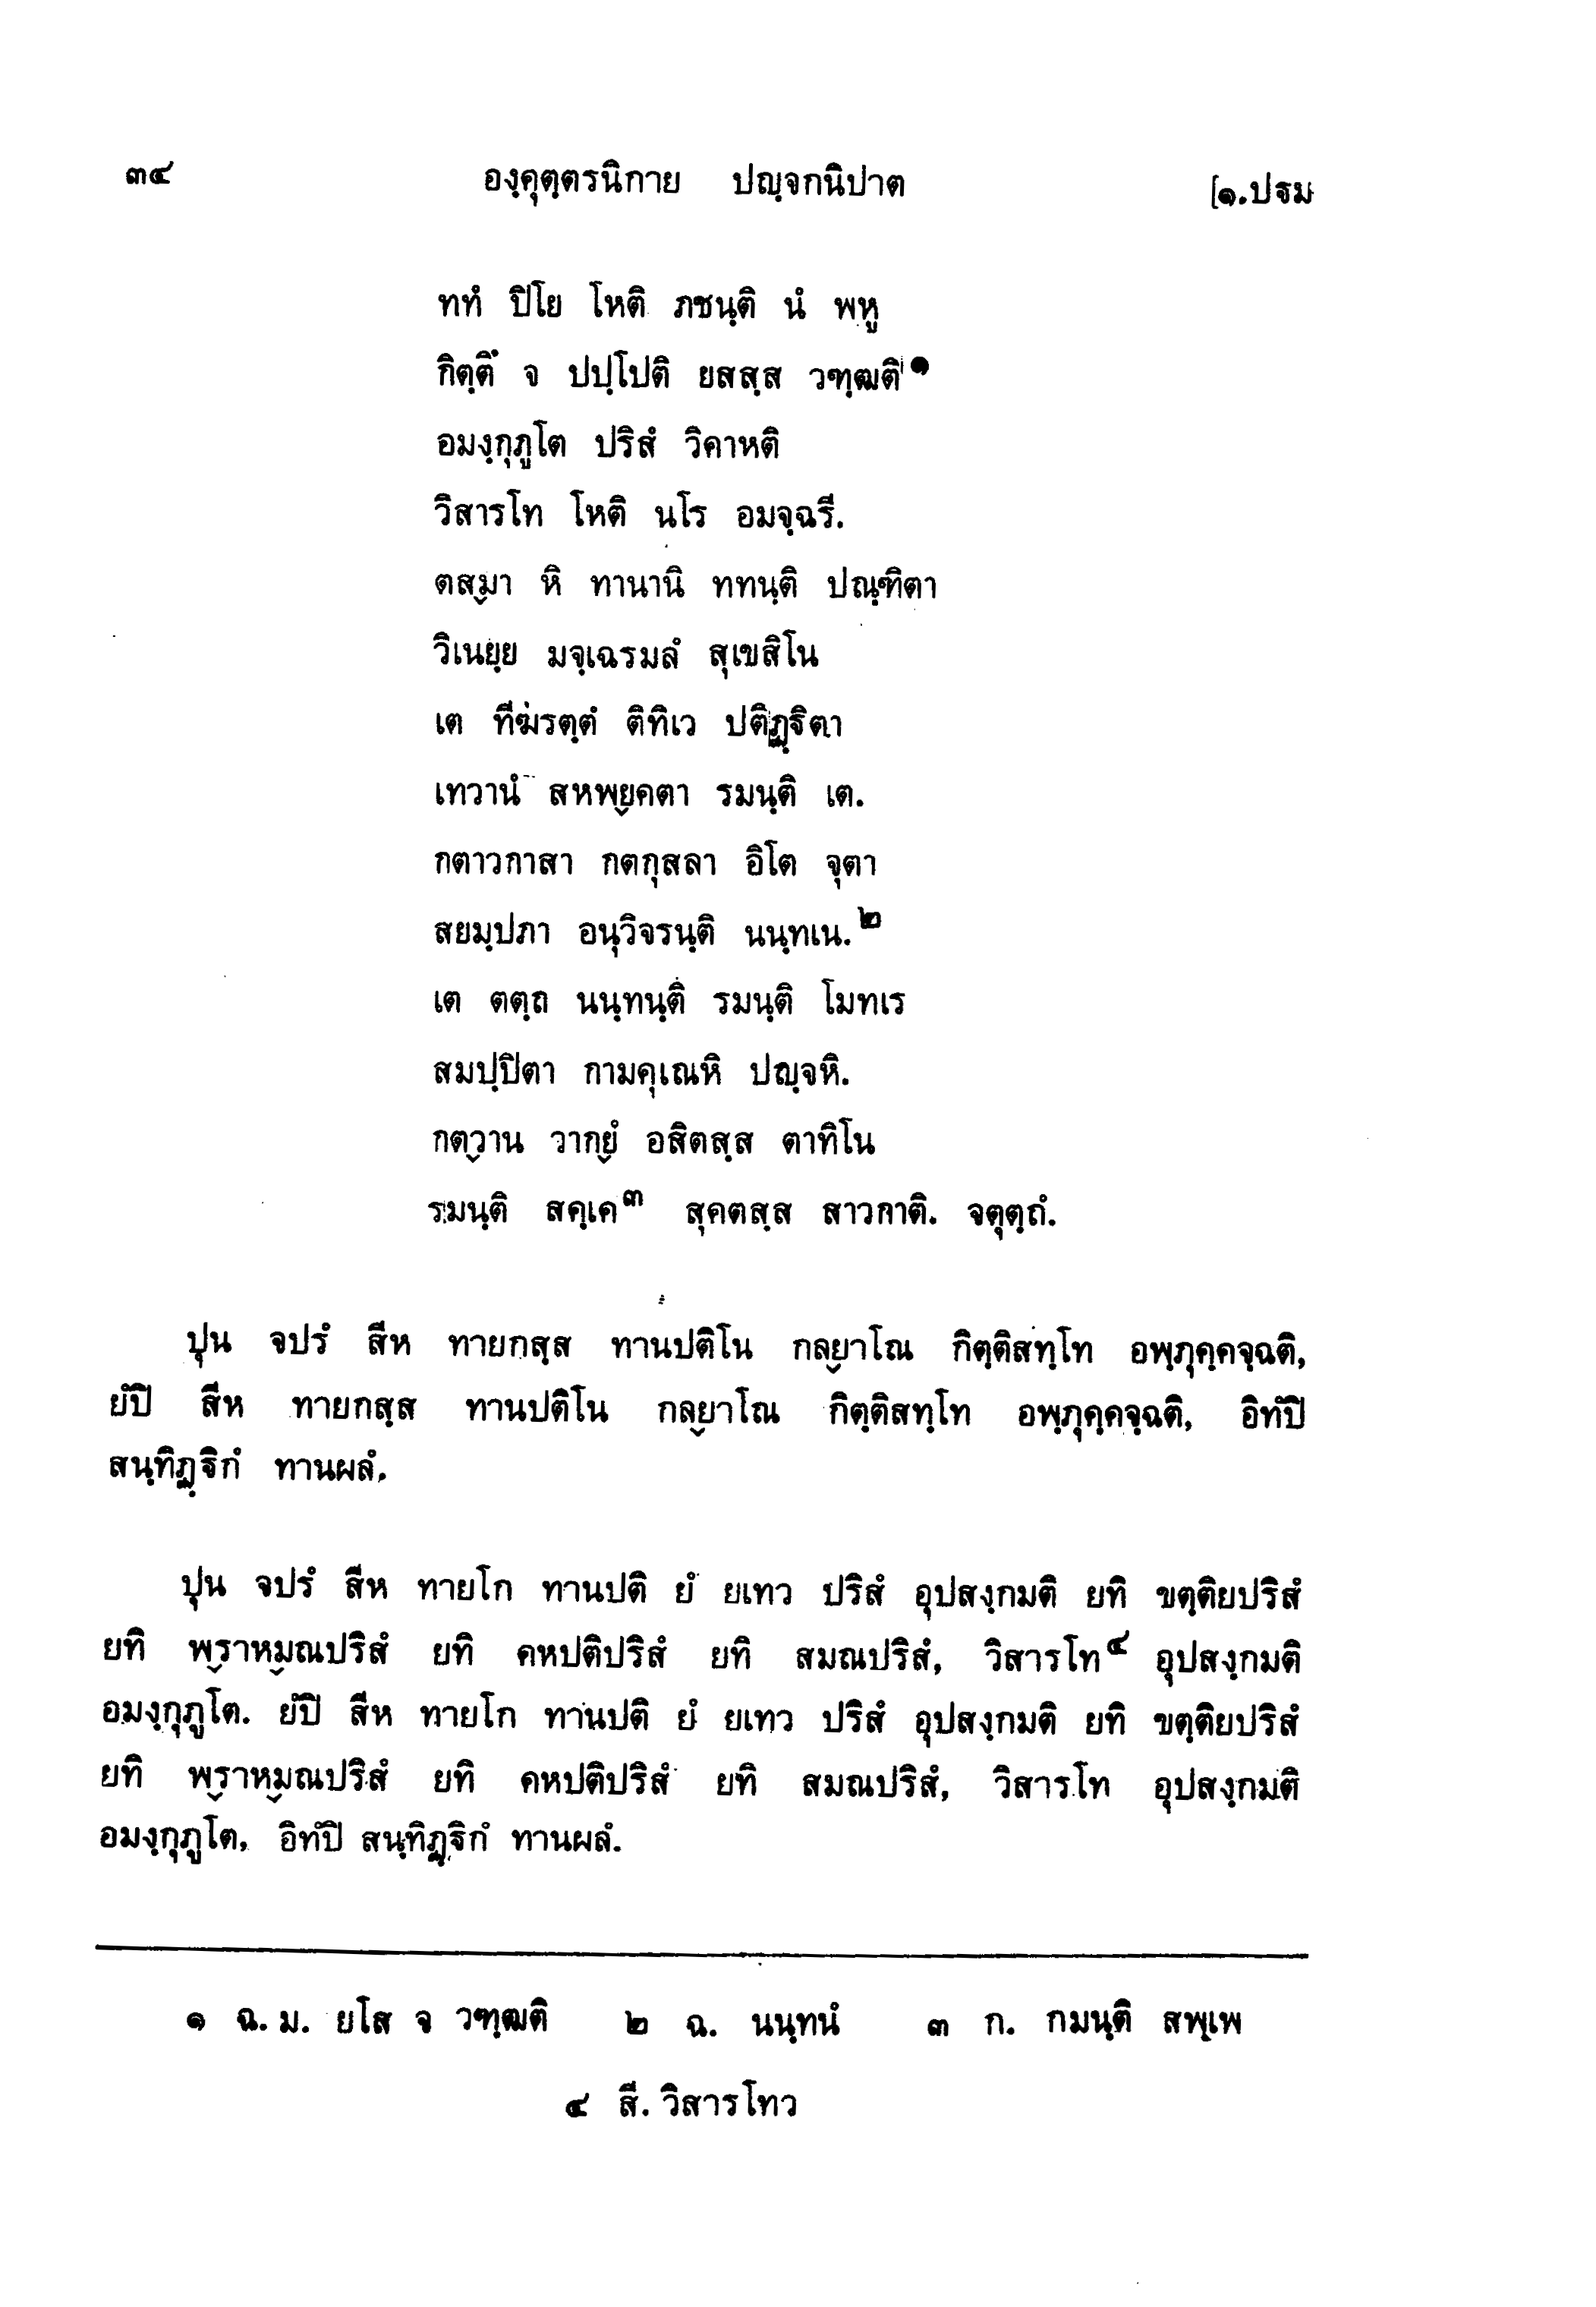 ๓๔ องฺคุตฺตรนิกาย ปญฺจกนิปาต [๑.ปฐม
ททํ ปิโย โหติ ภชนฺติ นํ พหู
กิตฺตึ จ ปปฺโปติ ยสสฺส วฑฺฒติ๑
อมงฺกุภูโต ปริสํ วิคาหติ
วิสารโท โหติ นโร อมจฺฉรี.
ตสฺมา หิ ทานานิ ททนฺติ ปณฺฑิตา
วิเนยฺย มจฺเฉรมลํ สุเขสิโน
เต ทีฆรตฺตํ ติทิเว ปติฏฺฐิตา
เทวานํ สหพฺยคตา รมนฺติ เต.
กตาวกาสา กตกุสลา อิโต จุตา
สยมฺปภา อนุวิจรนฺติ นนฺทเน.๒
เต ตตฺถ นนฺทนฺติ รมนฺติ โมทเร
สมปฺปิตา กามคุเณหิ ปญฺจหิ.
กตฺวาน วากฺยํ อสิตสฺส ตาทิโน
รมนฺติ สคฺเค๓ สุคตสฺส สาวกาติ. จตุตฺถํ.
ปุน จปรํ สีห ทายกสฺส ทานปติโน กลฺยาโณ กิตฺติสทฺโท อพฺภุคฺคจฺฉติ,
ยํปิ สีห ทายกสฺส ทานปติโน กลฺยาโณ กิตฺติสทฺโท อพฺภุคฺคจฺฉติ, อิทํปิ
สนฺทิฏฺฐิกํ ทานผลํ.
ปุน จปรํ สีห ทายโก ทานปติ ยํ ยเทว ปริสํ อุปสงฺกมติ ยทิ ขตฺติยปริสํ
ยทิ พฺราหฺมณปริสํ ยทิ คหปติปริสํ ยทิ สมณปริสํ, วิสารโท๔ อุปสงฺกมติ
อมงฺกุภูโต. ยํปิ สีห ทายโก ทานปติ ยํ ยเทว ปริสํ อุปสงฺกมติ ยทิ ขตฺติยปริสํ
ยทิ พฺราหฺมณปริสํ ยทิ คหปติปริสํ ยทิ สมณปริสํ, วิสารโท อุปสงฺกมติ
อมงฺกุภูโต, อิทํปิ สนฺทิฏฺฐิกํ ทานผลํ.
๑ ฉ. ม. ยโส จ วฑฺฒติ ๒ ฉ. นนฺทนํ ๓ ก. กมนฺติ สพฺเพ
๔ สี. วิสารโทว